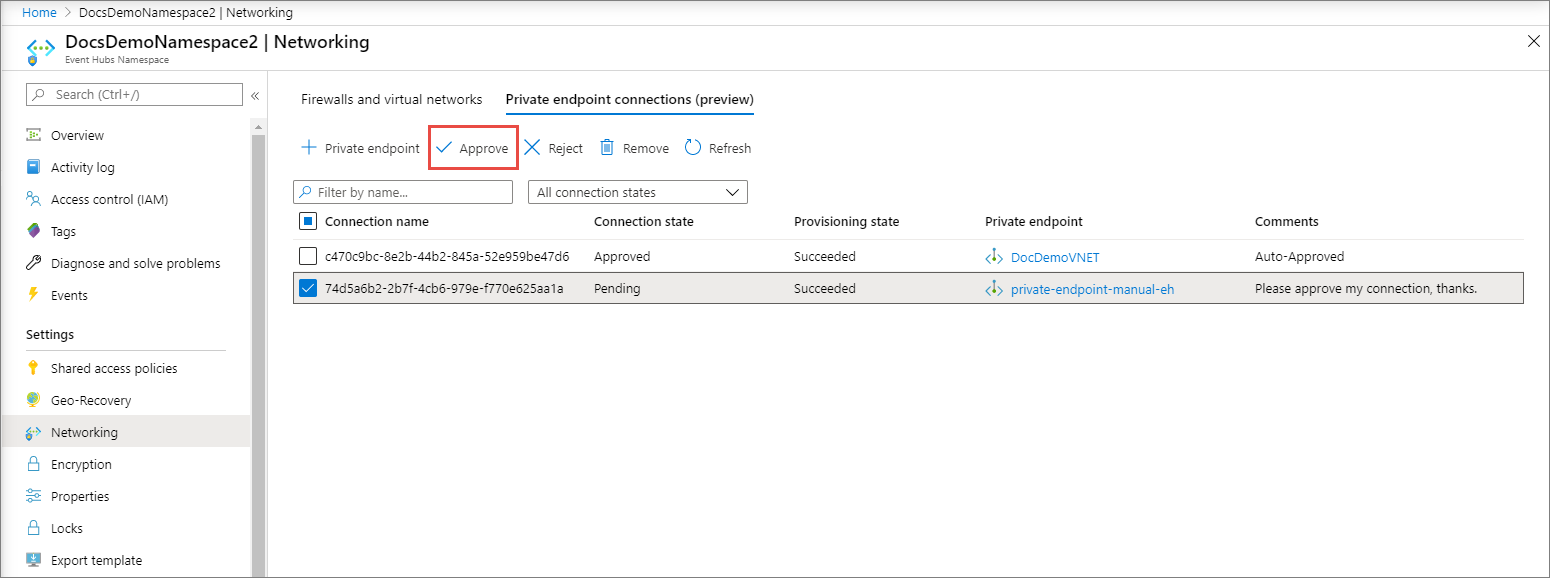 Home > DocsDemoNamespace2 | Networking
DocsDemoNamespace2 | Networking
Event Hubs Namespace
Search (Ctrl+/)
«
Overview
Activity log
Access control (IAM)
Tags
Diagnose and solve problems
Events
Settings
Shared access policies
Geo-Recovery
Networking
Encryption
Properties
Locks
Export template
Firewalls and virtual networks Private endpoint connections (preview)
Private endpoint Approve Reject Remove Refresh
Filter by name... All connection states
Connection name Connection state Provisioning state Private endpoint Comments
c470c9bc-8e2b-44b2-845a-52e959be47d6 Approved Succeeded DocDemoVNET Auto-Approved
74d5a6b2-2b7f-4cb6-979e-f770e625aa1a Pending Succeeded private-endpoint-manual-eh Please approve my connection, thanks.